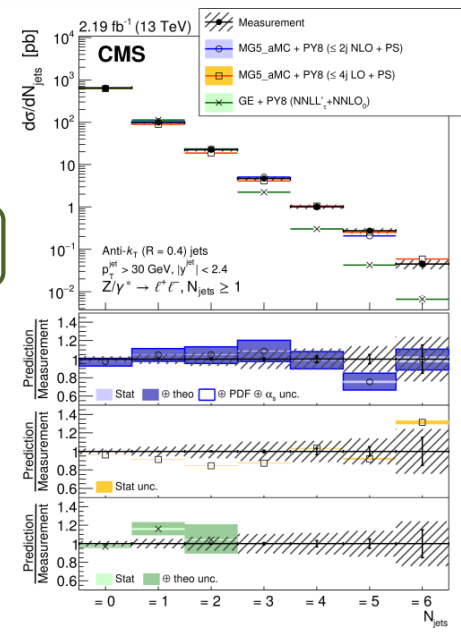 2.19 fb⁻¹ (13 TeV)
Measurement
MG5_aMC + PY8 (≤ 2j NLO + PS)
MG5_aMC + PY8 (≤ 4j LO + PS)
GE + PY8 (NNLL'τ+NNLO₀)
CMS
dσ/dNjets [pb]
10⁴
10³
10²
10
1
10⁻¹
10⁻²
Anti-kT (R = 0.4) jets
pTjet > 30 GeV, |yjet| < 2.4
Z/γ* → ℓ⁺ℓ⁻, Njets ≥ 1
Prediction
Measurement
1.4
1.2
1
0.8
0.6
Stat ⊕ theo ⊕ PDF ⊕ αs unc.
Prediction
Measurement
1.4
1.2
1
0.8
0.6
Stat unc.
Prediction
Measurement
1.4
1.2
1
0.8
0.6
Stat ⊕ theo unc.
= 0 = 1 = 2 = 3 = 4 = 5 = 6
Njets